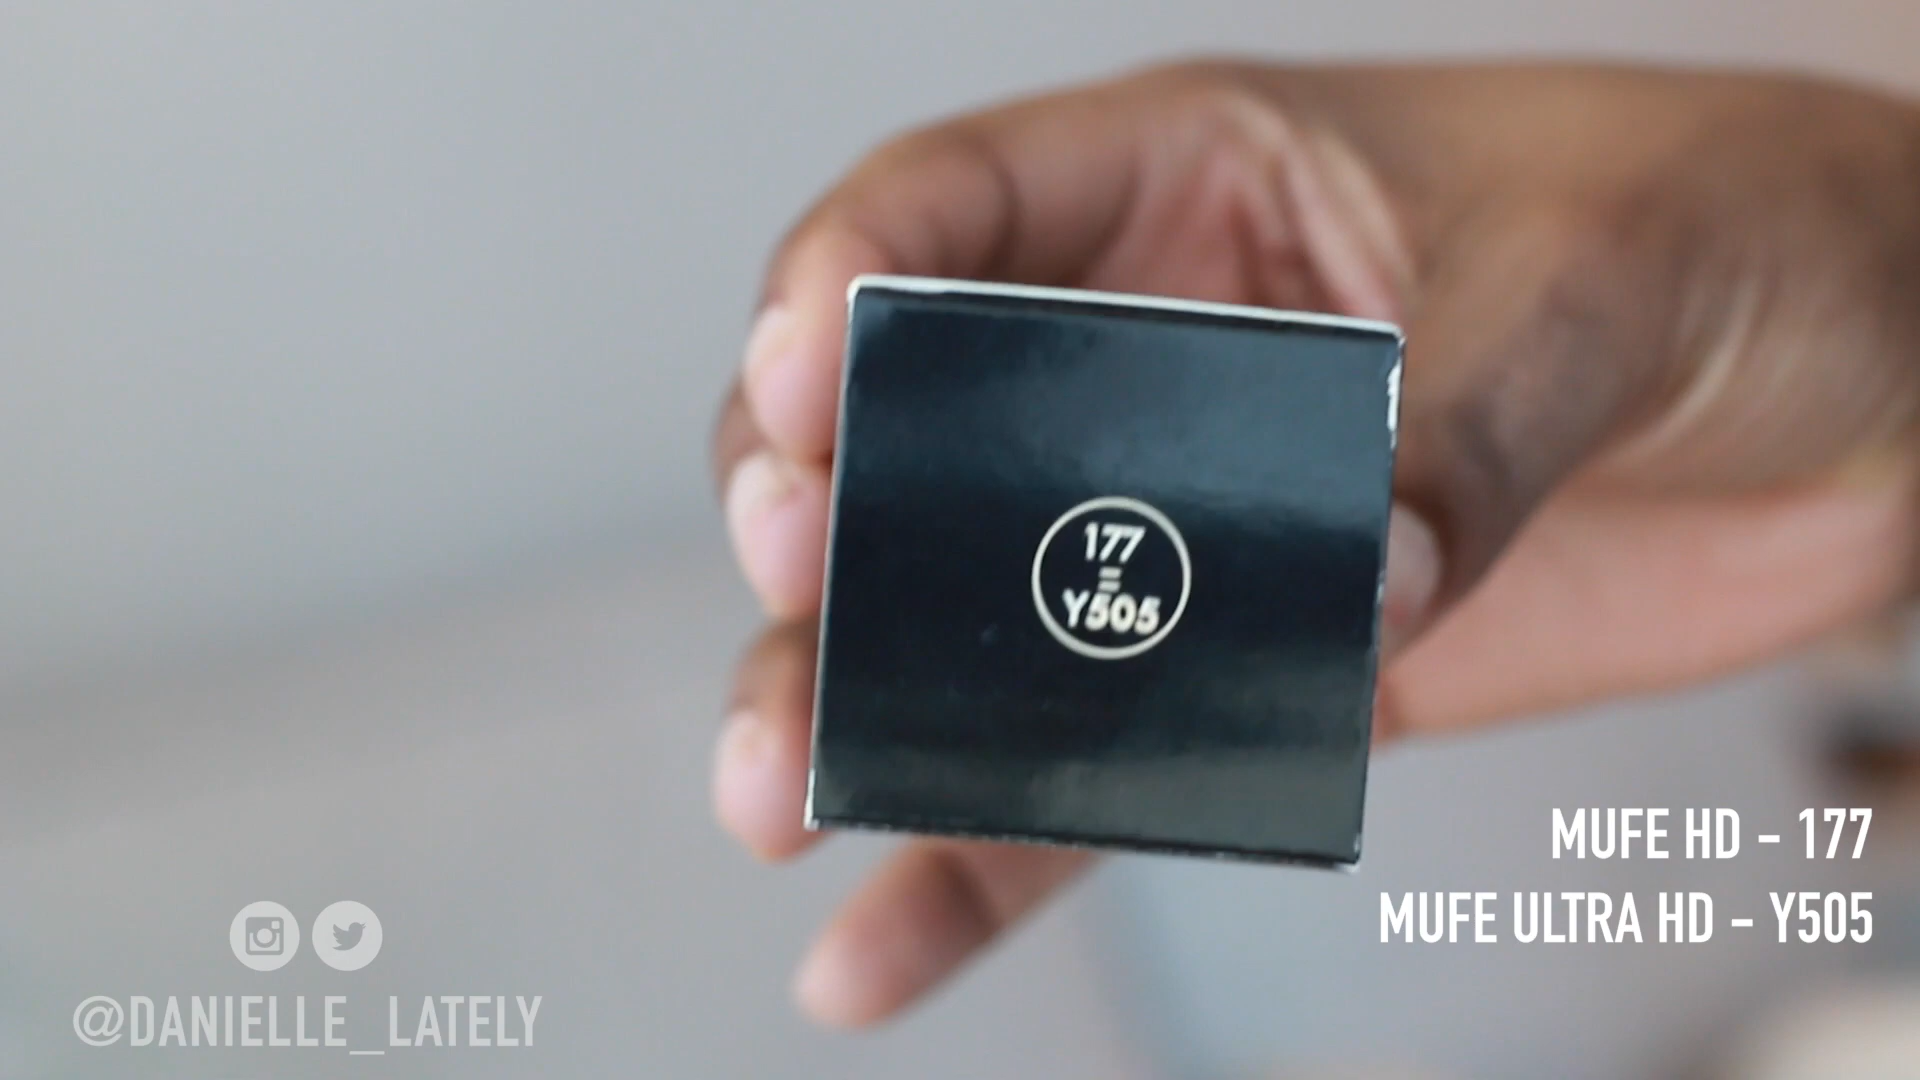 177
=
Y505
MUFE HD - 177
MUFE ULTRA HD - Y505
@DANIELLE_LATELY